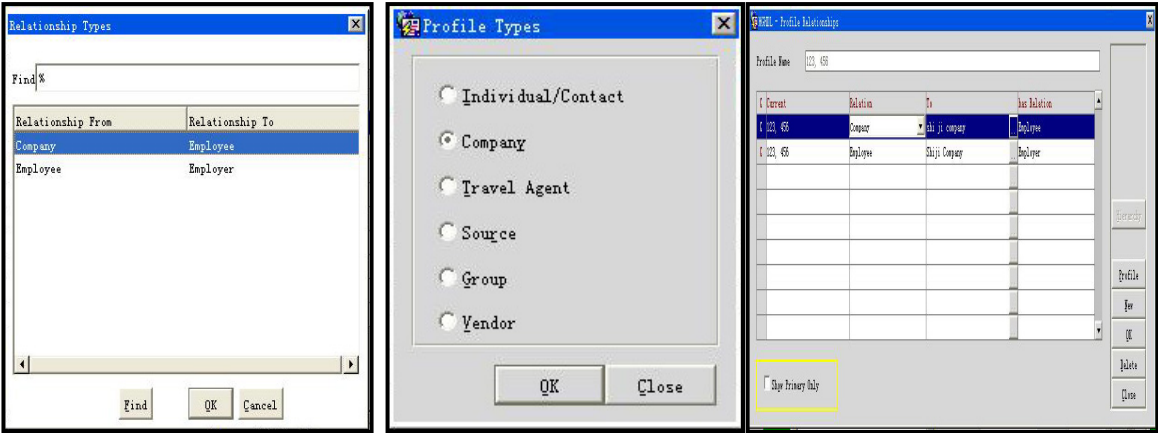 Relationship Types
Find %
Relationship From Relationship To
Company Employee
Employee Employer
Find OK Cancel
Profile Types
Individual/Contact
Company
Travel Agent
Source
Group
Vendor
OK Close
- Profile Relationships
Profile Name 123, 456
C Current Relation To has Relation
C 123, 456 Company shi ji company Employee
C 123, 456 Employee Shiji Company Employer
Hierarchy
Profile
New
OK
Delete
Close
Show Primary Only